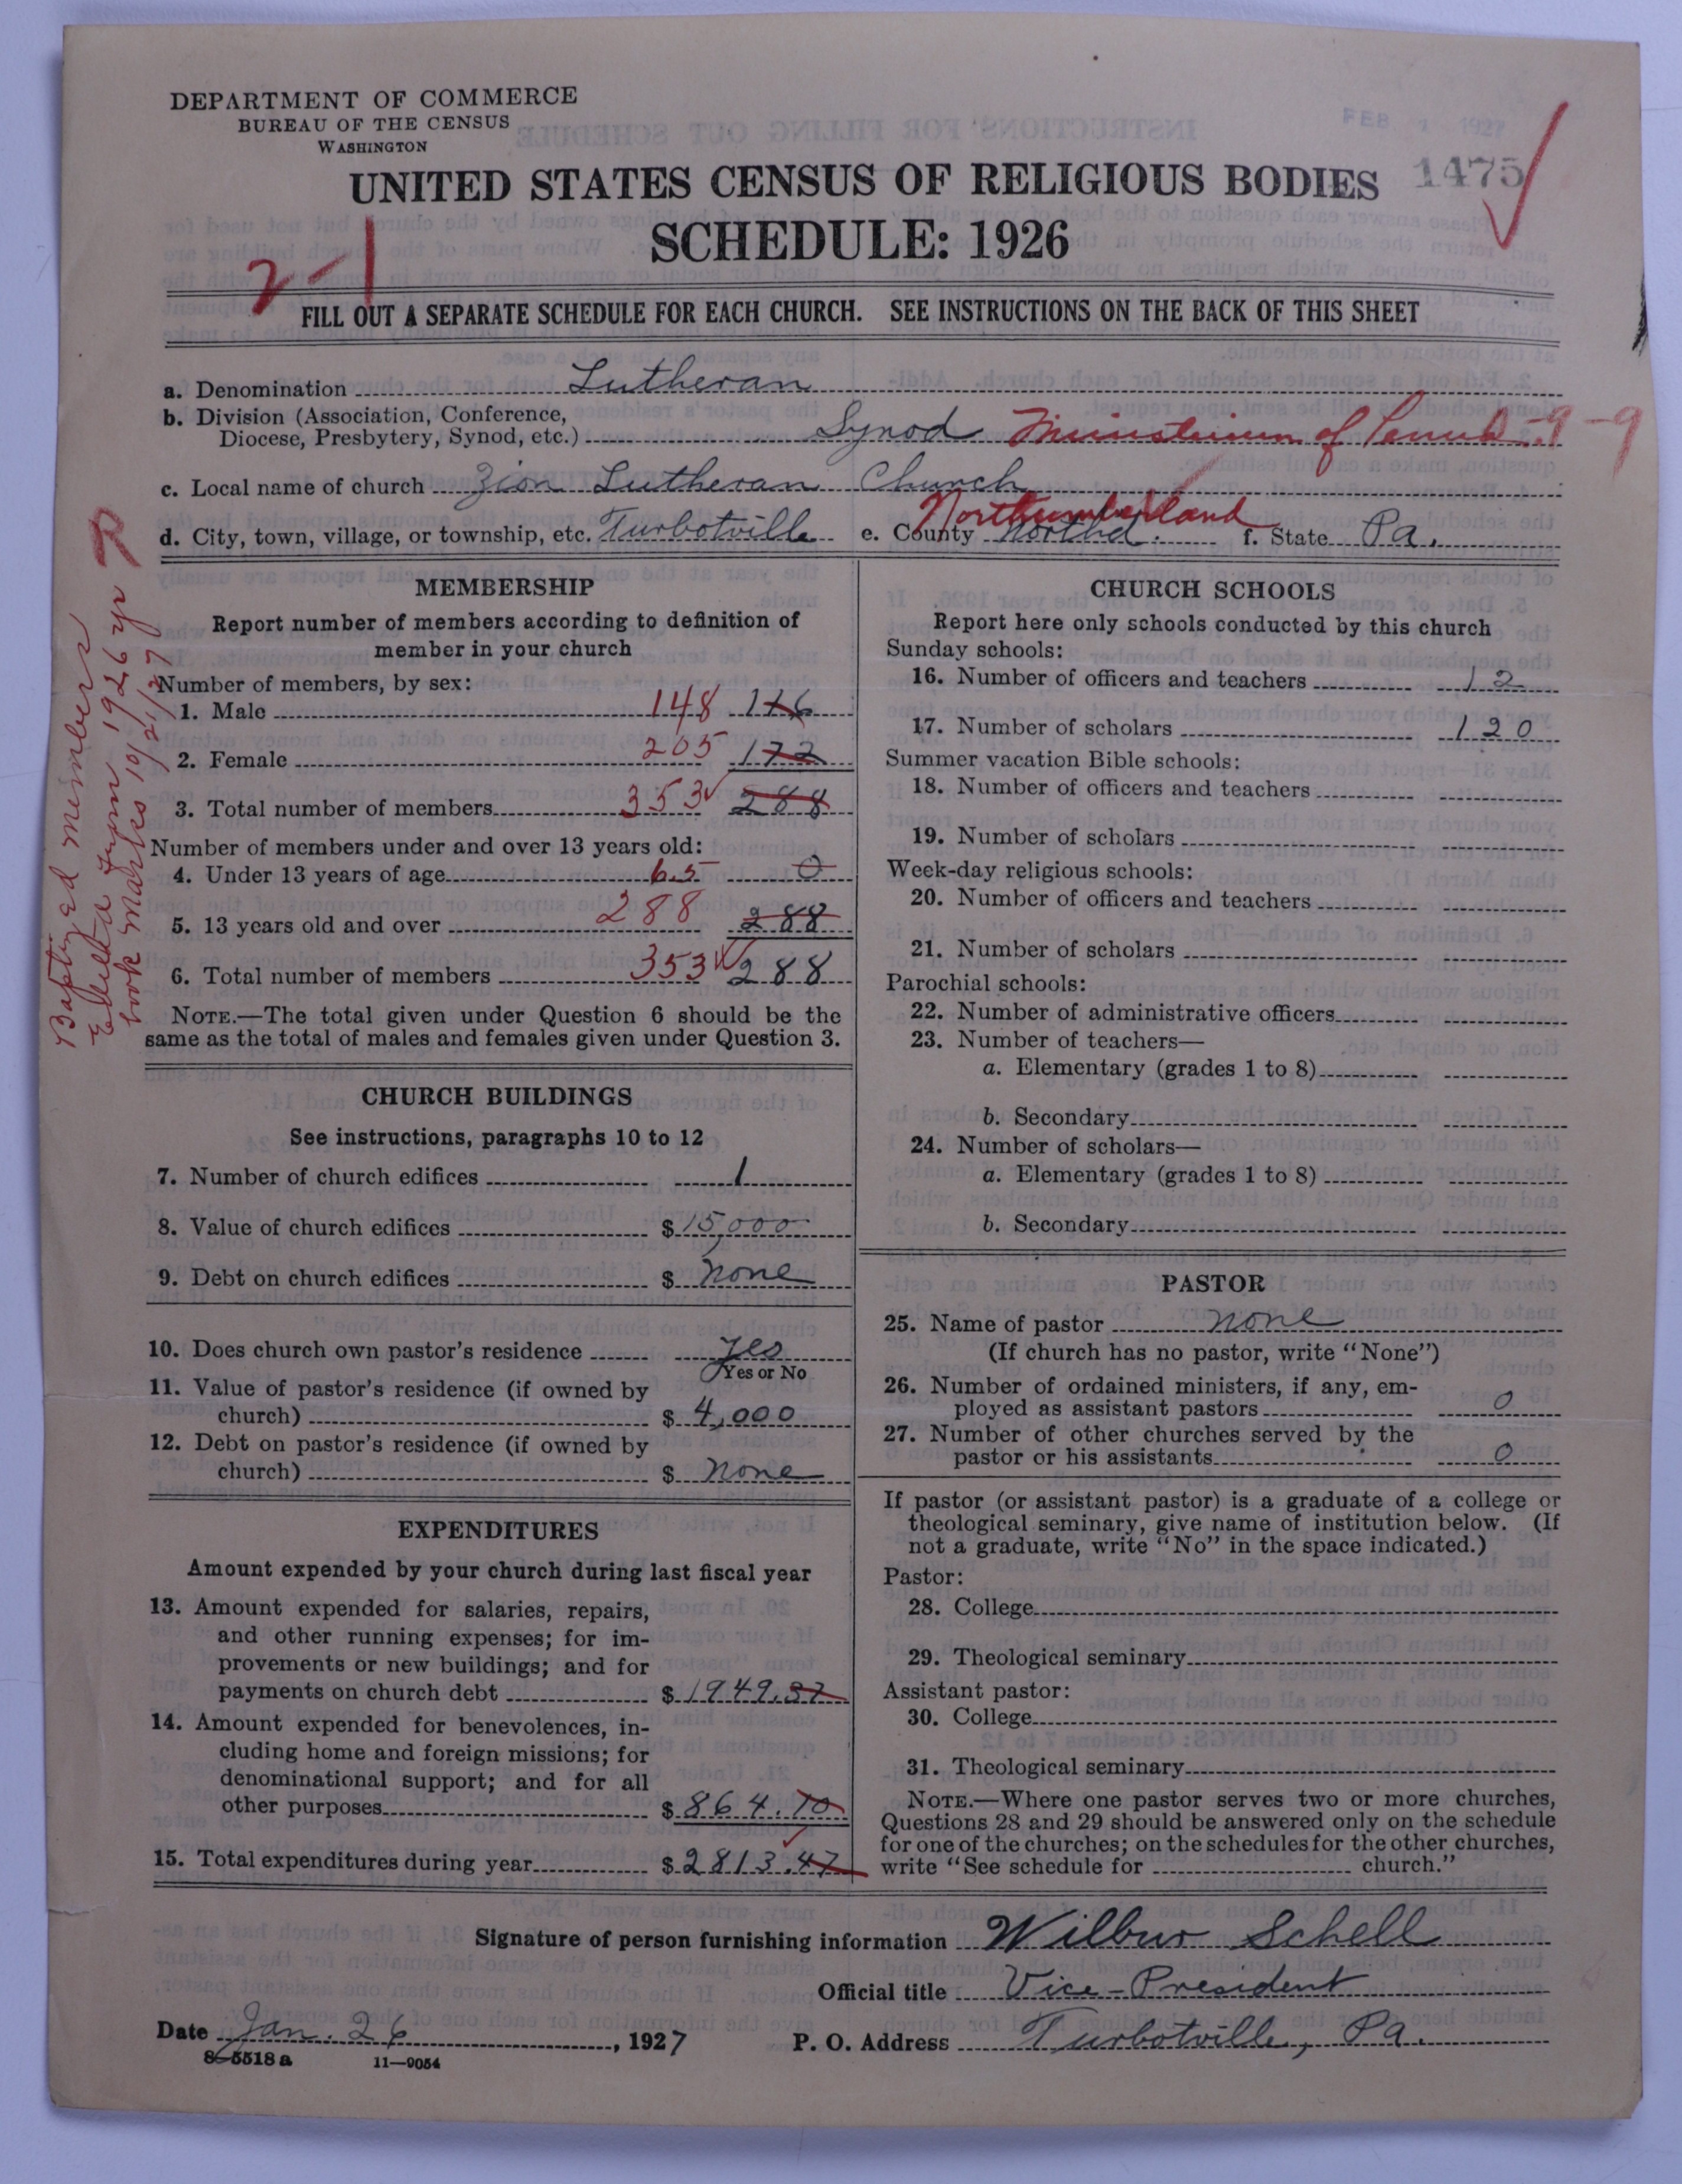 DEPARTMENT OF COMMERCE
BUREAU OF THE CENSUS
WASHINGTON
FEB 1 1927
1475
UNITED STATES CENSUS OF RELIGIOUS BODIES
SCHEDULE: 1926
2-1
FILL OUT A SEPARATE SCHEDULE FOR EACH CHURCH. SEE INSTRUCTIONS ON THE BACK OF THIS SHEET
a. Denomination Lutheran
b. Division (Association, Conference,
Diocese, Presbytery, Synod, etc.) Synod Ministerium of Penna -9-9
c. Local name of church Zion Lutheran Church
d. City, town, village, or township, etc. Turbotville e. County Northd. Northumberland f. State Pa.
Baptized members
from 1926 yr
book 10/21/27
MEMBERSHIP
Report number of members according to definition of
member in your church
Number of members, by sex:
1. Male 148 116
2. Female 205 172
3. Total number of members 353 288
Number of members under and over 13 years old:
4. Under 13 years of age 65 0
5. 13 years old and over 288 288
6. Total number of members 353 288
NOTE.—The total given under Question 6 should be the
same as the total of males and females given under Question 3.
CHURCH BUILDINGS
See instructions, paragraphs 10 to 12
7. Number of church edifices 1
8. Value of church edifices $ 15,000
9. Debt on church edifices $ none
10. Does church own pastor's residence yes
Yes or No
11. Value of pastor's residence (if owned by
church) $ 4,000
12. Debt on pastor's residence (if owned by
church) $ none
EXPENDITURES
Amount expended by your church during last fiscal year
13. Amount expended for salaries, repairs,
and other running expenses; for im-
provements or new buildings; and for
payments on church debt $ 1949.37
14. Amount expended for benevolences, in-
cluding home and foreign missions; for
denominational support; and for all
other purposes $ 864.10
15. Total expenditures during year $ 2813.47
CHURCH SCHOOLS
Report here only schools conducted by this church
Sunday schools:
16. Number of officers and teachers 12
17. Number of scholars 120
Summer vacation Bible schools:
18. Number of officers and teachers
19. Number of scholars
Week-day religious schools:
20. Number of officers and teachers
21. Number of scholars
Parochial schools:
22. Number of administrative officers
23. Number of teachers—
a. Elementary (grades 1 to 8)
b. Secondary
24. Number of scholars—
a. Elementary (grades 1 to 8)
b. Secondary
PASTOR
25. Name of pastor none
(If church has no pastor, write "None")
26. Number of ordained ministers, if any, em-
ployed as assistant pastors 0
27. Number of other churches served by the
pastor or his assistants 0
If pastor (or assistant pastor) is a graduate of a college or
theological seminary, give name of institution below. (If
not a graduate, write "No" in the space indicated.)
Pastor:
28. College
29. Theological seminary
Assistant pastor:
30. College
31. Theological seminary
NOTE.—Where one pastor serves two or more churches,
Questions 28 and 29 should be answered only on the schedule
for one of the churches; on the schedules for the other churches,
write "See schedule for church."
Signature of person furnishing information Wilbur Schell
Official title Vice-President
Date Jan. 26, 1927 P. O. Address Turbotville, Pa.
8-5518 a 11-9054